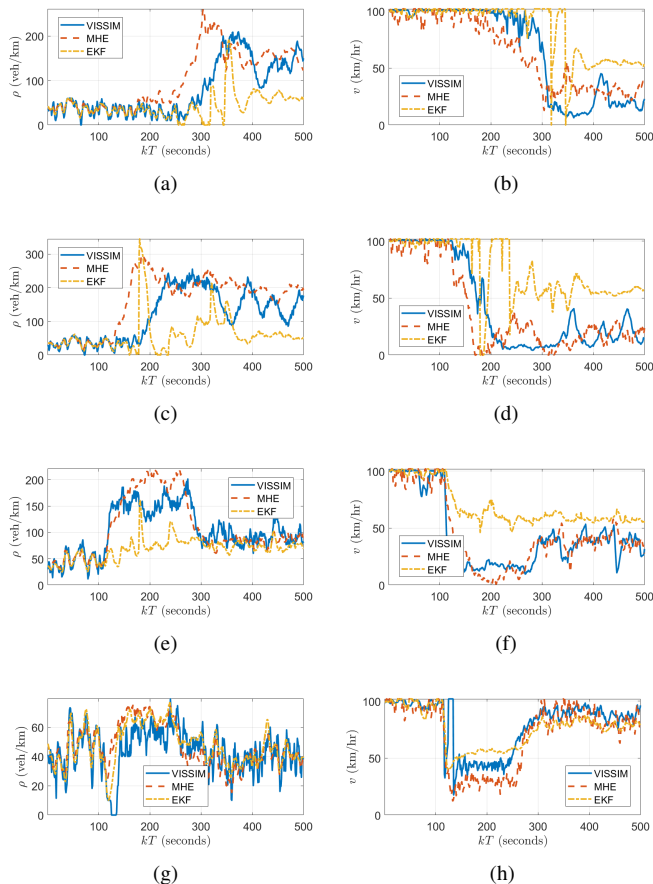 ρ (veh/km)
200
100
0
VISSIM
MHE
EKF
100 200 300 400 500
kT (seconds)
(a)
v (km/hr)
100
50
0
VISSIM
MHE
EKF
100 200 300 400 500
kT (seconds)
(b)
ρ (veh/km)
300
200
100
0
VISSIM
MHE
EKF
100 200 300 400 500
kT (seconds)
(c)
v (km/hr)
100
50
0
VISSIM
MHE
EKF
100 200 300 400 500
kT (seconds)
(d)
ρ (veh/km)
200
150
100
50
0
VISSIM
MHE
EKF
100 200 300 400 500
kT (seconds)
(e)
v (km/hr)
100
50
0
VISSIM
MHE
EKF
100 200 300 400 500
kT (seconds)
(f)
ρ (veh/km)
60
40
20
0
VISSIM
MHE
EKF
100 200 300 400 500
kT (seconds)
(g)
v (km/hr)
100
50
0
VISSIM
MHE
EKF
100 200 300 400 500
kT (seconds)
(h)